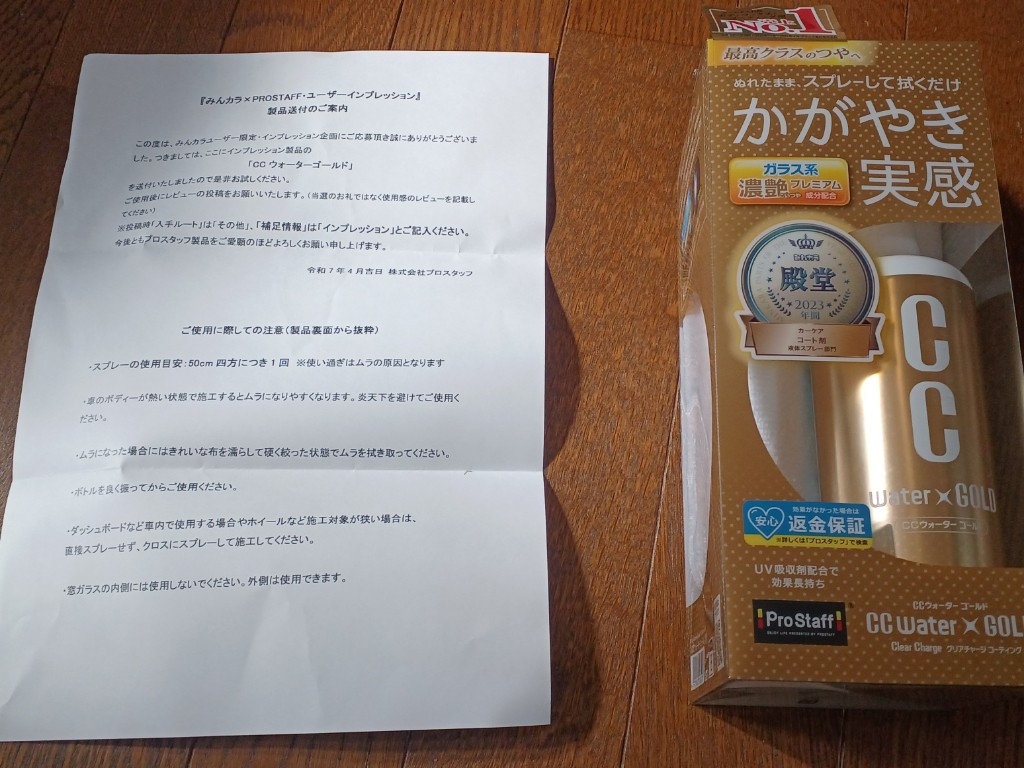 『みんカラ×PROSTAFF・ユーザーインプレッション』
製品送付のご案内
この度は、みんカラユーザー限定・インプレッション企画にご応募頂き誠にありがとうございま
した。つきましては、ここにインプレッション製品の
「CC ウォーターゴールド」
を送付いたしましたので是非お試しください。
ご使用後にレビューの投稿をお願いいたします。(当選のお礼ではなく使用感のレビューを記載し
てください)
※投稿時「入手ルート」は「その他」、「補足情報」は「インプレッション」とご記入ください。
今後ともプロスタッフ製品をご愛顧のほどよろしくお願い申し上げます。
令和7年4月吉日 株式会社プロスタッフ
ご使用に際しての注意(製品裏面から抜粋)
・スプレーの使用目安:50cm四方につき1回 ※使い過ぎはムラの原因となります
・車のボディーが熱い状態で施工するとムラになりやすくなります。炎天下を避けてご使用く
ださい。
・ムラになった場合にはきれいな布を濡らして硬く絞った状態でムラを拭き取ってください。
・ボトルを良く振ってからご使用ください。
・ダッシュボードなど車内で使用する場合やホイールなど施工対象が狭い場合は、
直接スプレーせず、クロスにスプレーして施工してください。
・窓ガラスの内側には使用しないでください。外側は使用できます。
No.1
最高クラスのつやへ
ぬれたまま、スプレーして拭くだけ
かがやき
実感
ガラス系
濃艶プレミアム
成分配合
みんカラ
殿堂
2023
年間
カーケア
コート剤
液体スプレー部門
CC
Water GOLD
CCウォーター ゴールド
効果がなかった場合は
安心
返金保証
※詳しくは「プロスタッフ」で検索
UV吸収剤配合で
効果長持ち
ProStaff
ENJOY LIFE PRESENTED BY PROSTAFF
CCウォーター ゴールド
CC Water GOL
Clear Charge クリアチャージ コーティング